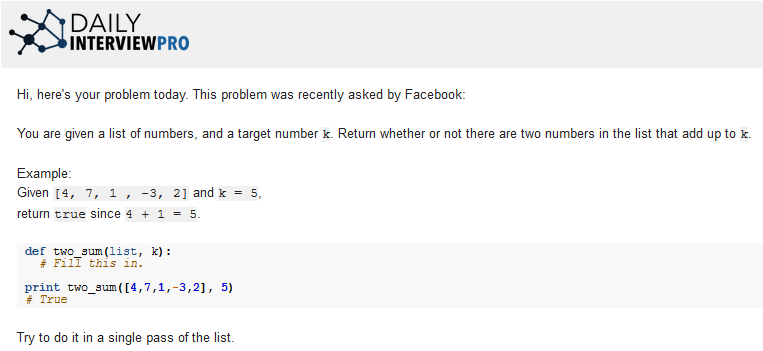 DAILY
INTERVIEWPRO
Hi, here's your problem today. This problem was recently asked by Facebook:
You are given a list of numbers, and a target number k. Return whether or not there are two numbers in the list that add up to k.
Example:
Given [4, 7, 1 , -3, 2] and k = 5,
return true since 4 + 1 = 5.
def two_sum(list, k):
  # Fill this in.
print two_sum([4,7,1,-3,2], 5)
# True
Try to do it in a single pass of the list.